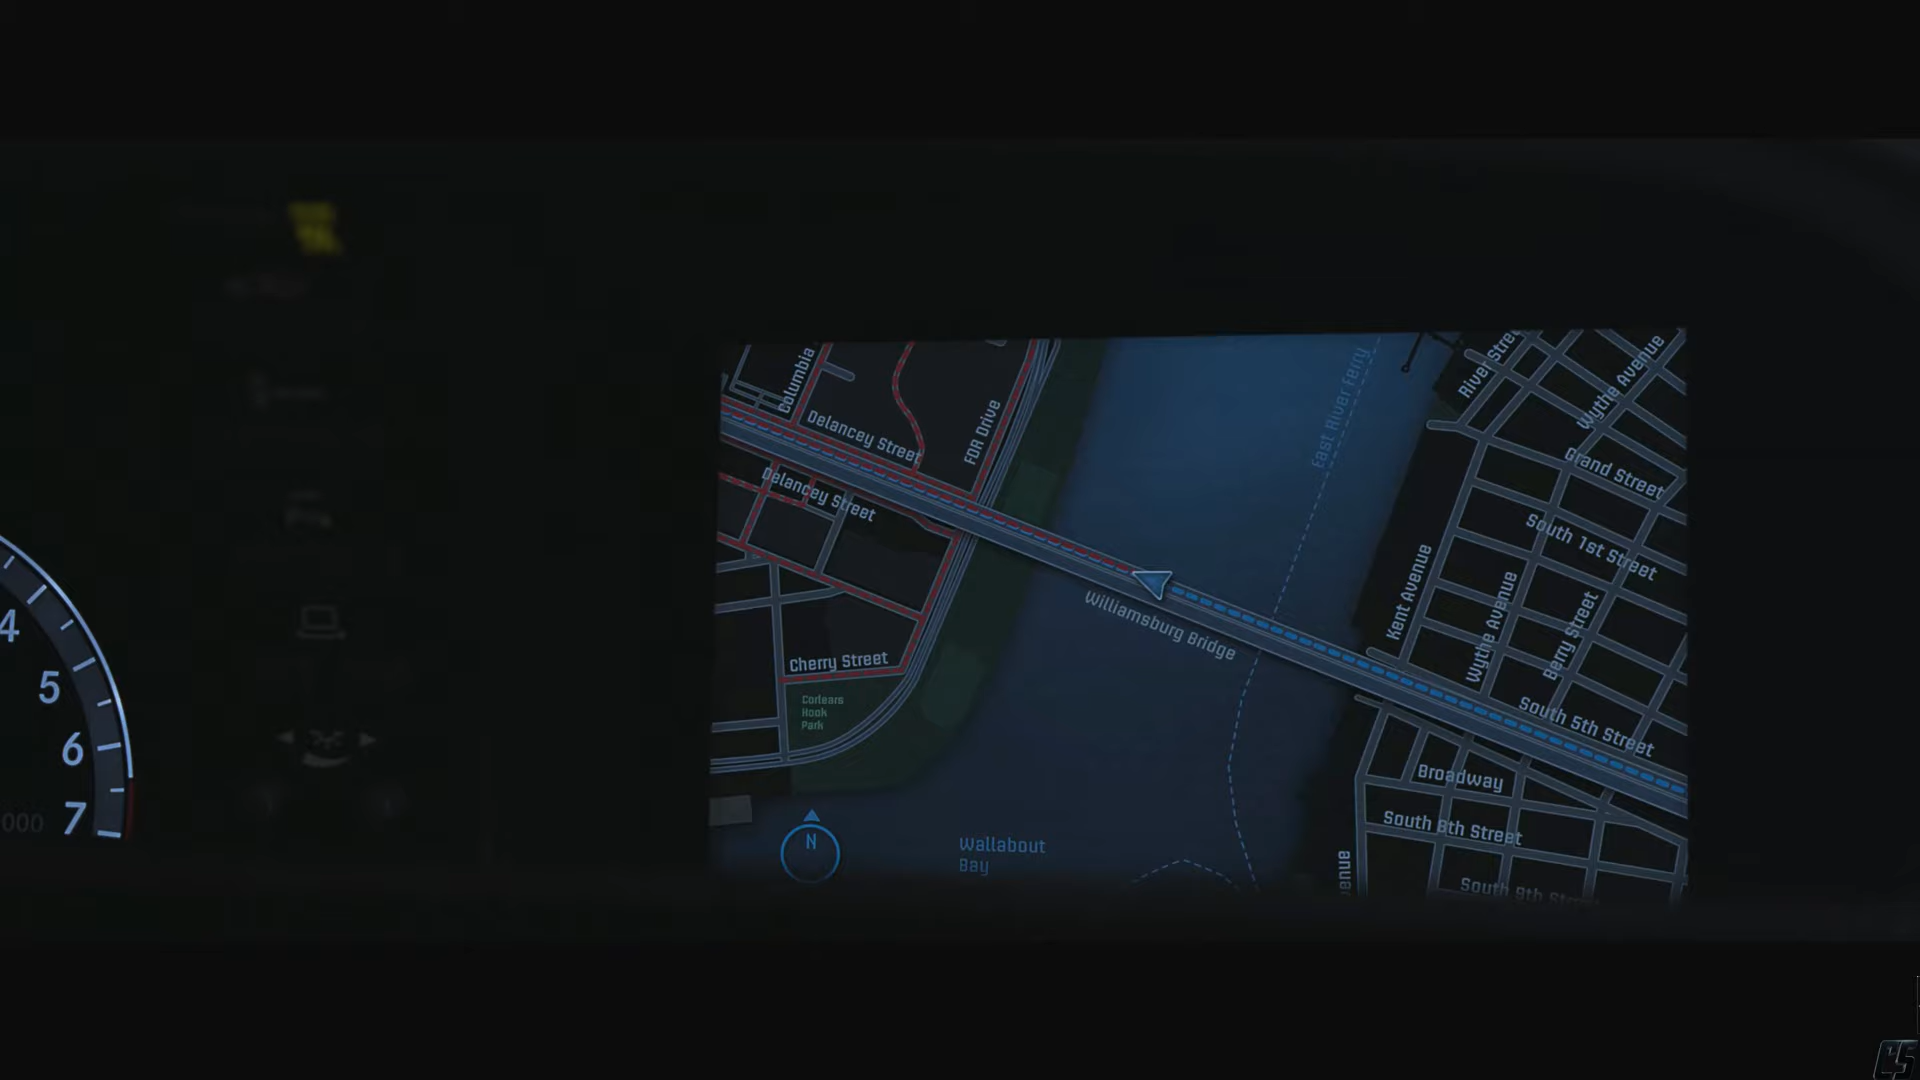 4
5
6
7
000
Columbia
Delancey Street
FDR Drive
East River Ferry
Delancey Street
Williamsburg Bridge
Cherry Street
Corlears
Hook
Park
N
Wallabout
Bay
Wythe Avenue
Grand Street
South 1st Street
Kent Avenue
Wythe Avenue
Berry Street
South 5th Street
Broadway
South 8th Street
South 9th